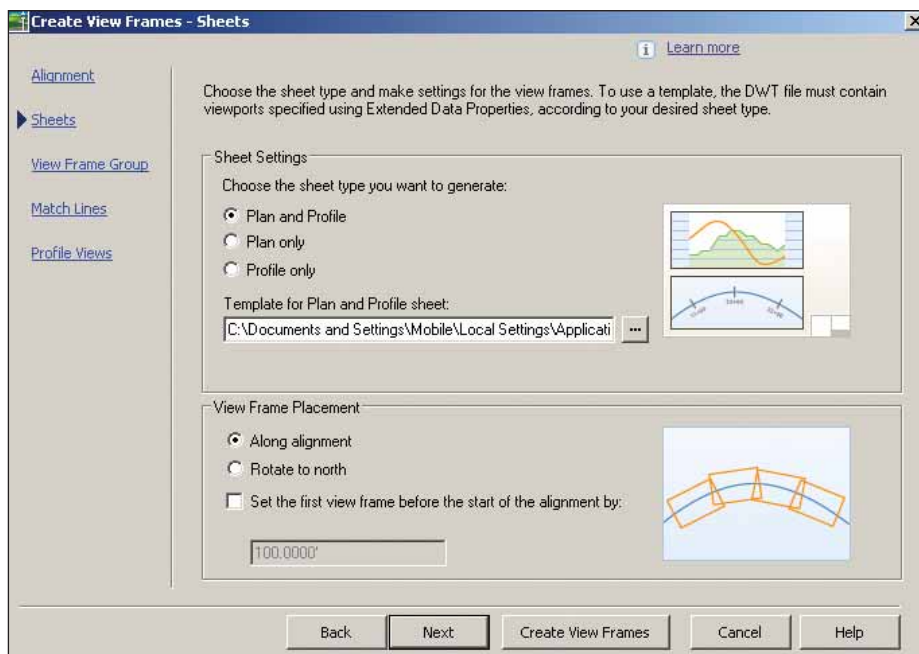 Create View Frames - Sheets
Learn more
Alignment
Sheets
View Frame Group
Match Lines
Profile Views
Choose the sheet type and make settings for the view frames. To use a template, the DWT file must contain
viewports specified using Extended Data Properties, according to your desired sheet type.
Sheet Settings
Choose the sheet type you want to generate:
Plan and Profile
Plan only
Profile only
Template for Plan and Profile sheet:
C:\Documents and Settings\Mobile\Local Settings\Applicati
...
View Frame Placement
Along alignment
Rotate to north
Set the first view frame before the start of the alignment by:
100.0000'
Back
Next
Create View Frames
Cancel
Help